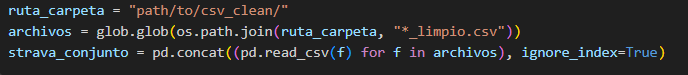 ruta_carpeta = "path/to/csv_clean/"
archivos = glob.glob(os.path.join(ruta_carpeta, "*_limpio.csv"))
strava_conjunto = pd.concat((pd.read_csv(f) for f in archivos), ignore_index=True)